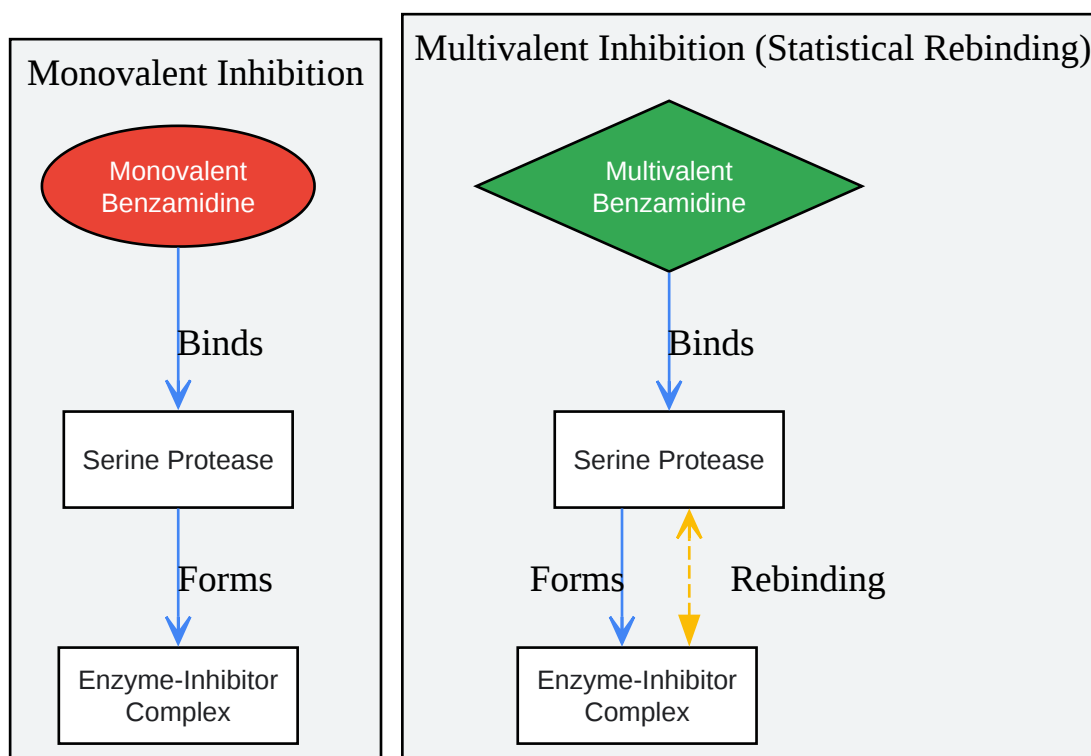 Monovalent Inhibition
Monovalent
Benzamidine
Binds
Serine Protease
Forms
Enzyme-Inhibitor
Complex
Multivalent Inhibition (Statistical Rebinding)
Multivalent
Benzamidine
Binds
Serine Protease
Forms
Rebinding
Enzyme-Inhibitor
Complex